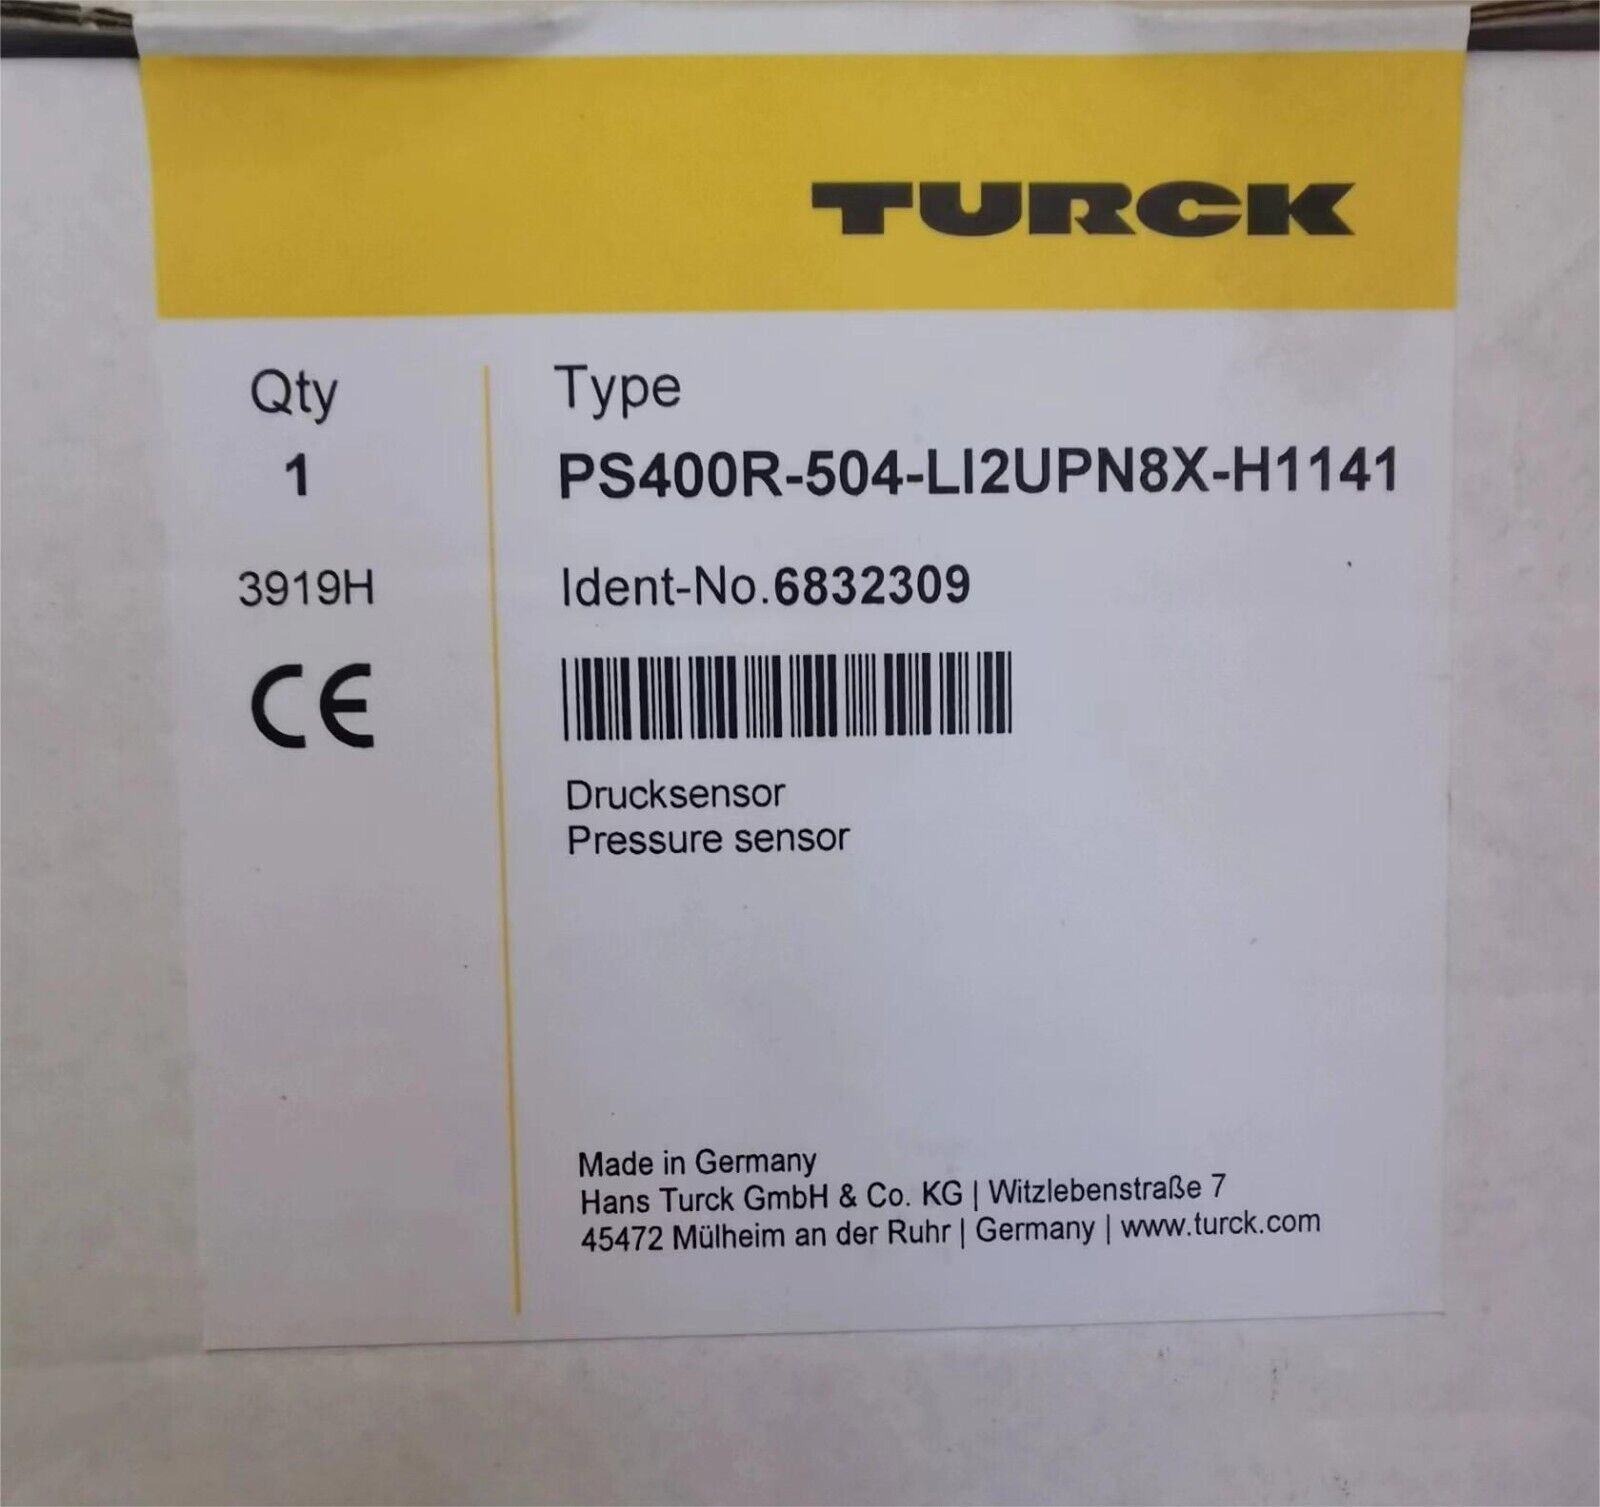 TURCK
Qty
1
3919H
CE
Type
PS400R-504-LI2UPN8X-H1141
Ident-No.6832309
Drucksensor
Pressure sensor
Made in Germany
Hans Turck GmbH & Co. KG | Witzlebenstraße 7
45472 Mülheim an der Ruhr | Germany | www.turck.com